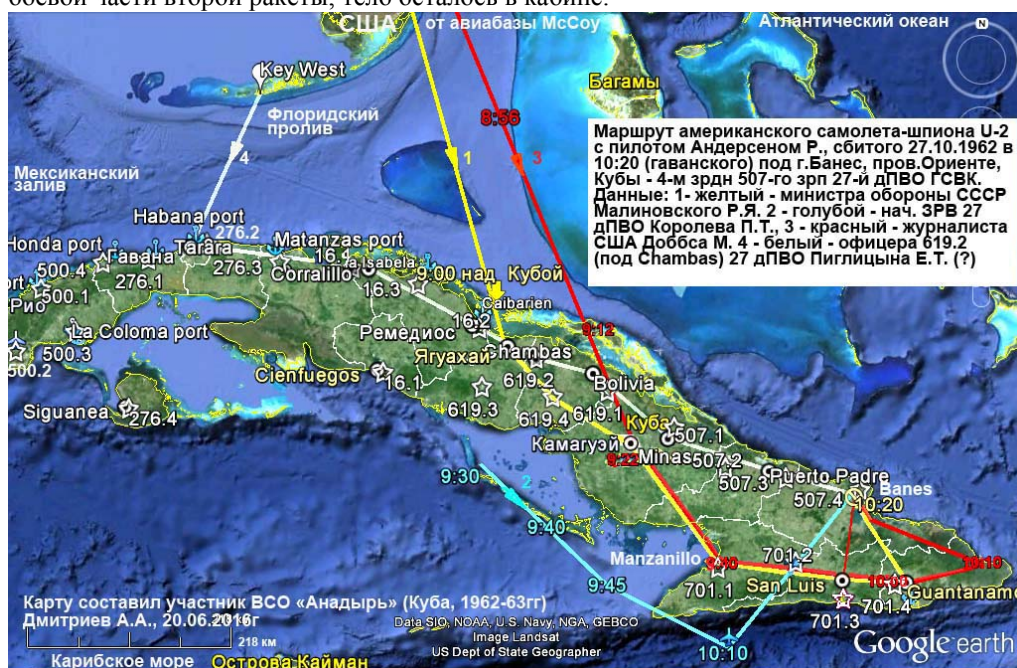 боевой части второй ракеты, тело осталось в кабине.
США от авиабазы McCoy
Атлантический океан
N
Key West
Багамы
Флоридский
пролив
8:56
4
1
3
Маршрут американского самолета-шпиона U-2
с пилотом Андерсеном Р., сбитого 27.10.1962 в
10:20 (гаванского) под г.Банес, пров.Ориенте,
Кубы - 4-м зрдн 507-го зрп 27-й дПВО ГСВК.
Данные: 1- желтый - министра обороны СССР
Малиновского Р.Я. 2 - голубой - нач. ЗРВ 27
дПВО Королева П.Т., 3 - красный - журналиста
США Доббса М. 4 - белый - офицера 619.2
(под Chambas) 27 дПВО Пиглицына Е.Т. (?)
Мексиканский
залив
Habana port
276.2
Honda port
Гавана
Tarara
Matanzas port
500.4
276.1
276.3
Corralillo
16.4
Isabela
9:00 над Кубой
500.1
16.3
Рио
Caibarien
La Coloma port
Ремедиос
16.2
9:12
500.3
500.2
Ягуахай
Chambas
Cienfuegos
16.1
619.2
Bolivia
Siguanea
276.4
619.3
619.4
619.1
Куба
507.1
Камагуэй
Minas
507.2
9:22
507.3
Puerto Padre
9:30
2
507.4
Banes
10:20
9:40
Manzanillo
701.2
9:45
701.1
San Luis
10:10
701.4
Guantanamo
701.3
Карту составил участник ВСО «Анадырь» (Куба, 1962-63гг)
Дмитриев А.А., 20.06.2016г
218 км
Data SIO, NOAA, U.S. Navy, NGA, GEBCO
Image Landsat
US Dept of State Geographer
10:10
Google earth
Карибское море
Острова Кайман